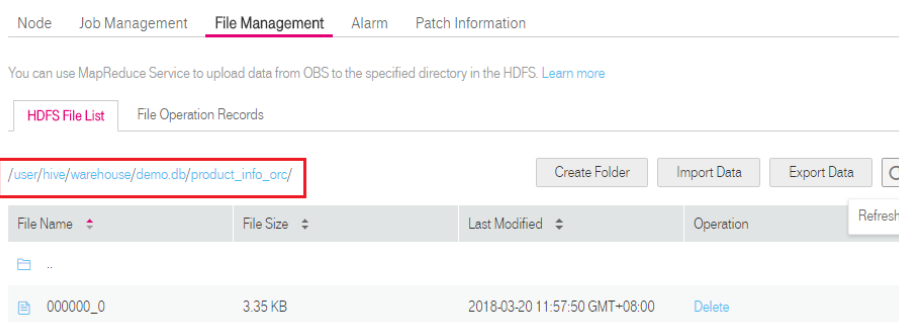 Node Job Management File Management Alarm Patch Information
You can use MapReduce Service to upload data from OBS to the specified directory in the HDFS. Learn more
HDFS File List File Operation Records
/user/hive/warehouse/demo.db/product_info_orc/ Create Folder Import Data Export Data
Refresh
File Name File Size Last Modified Operation
..
000000_0 3.35 KB 2018-03-20 11:57:50 GMT+08:00 Delete